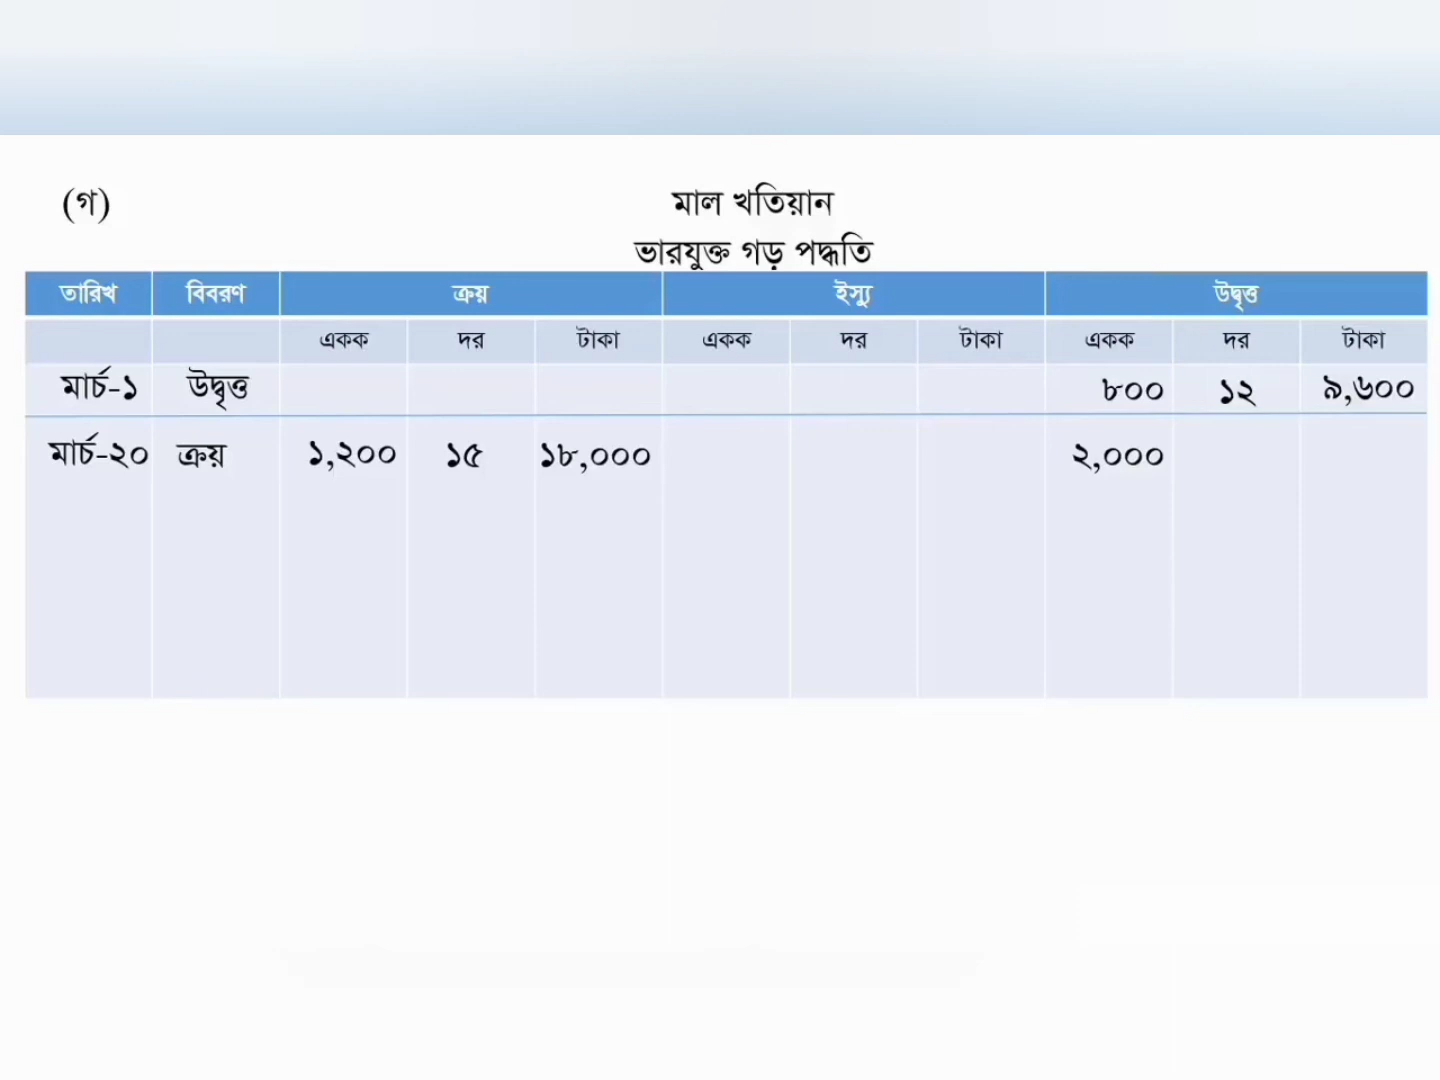 (গ) মাল খতিয়ান
ভারযুক্ত গড় পদ্ধতি
তারিখ বিবরণ ক্রয় ইস্যু উদ্বৃত্ত
একক দর টাকা একক দর টাকা একক দর টাকা
মার্চ-১ উদ্বৃত্ত ৮০০ ১২ ৯,৬০০
মার্চ-২০ ক্রয় ১,২০০ ১৫ ১৮,০০০ ২,০০০